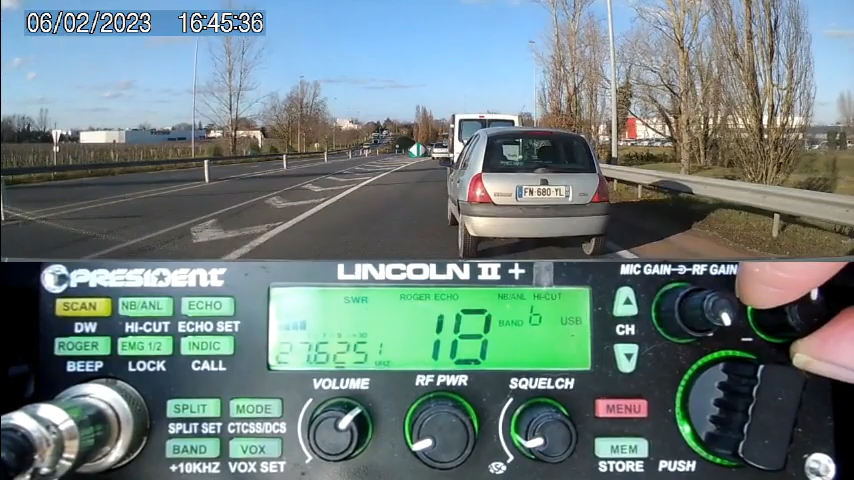 06/02/2023 16:45:36
FN-680-YL
PRESIDENT LINCOLN II + MIC GAIN RF GAIN
SCAN NB/ANL ECHO
DW HI-CUT ECHO SET
ROGER EMG 1/2 INDIC
BEEP LOCK CALL
SWR ROGER ECHO NB/ANL HI-CUT
18 BAND 6 USB
27.6251
CH
VOLUME RF PWR SQUELCH
SPLIT MODE
SPLIT SET CTCSS/DCS
BAND VOX
+10KHZ VOX SET
MENU
MEM
STORE PUSH